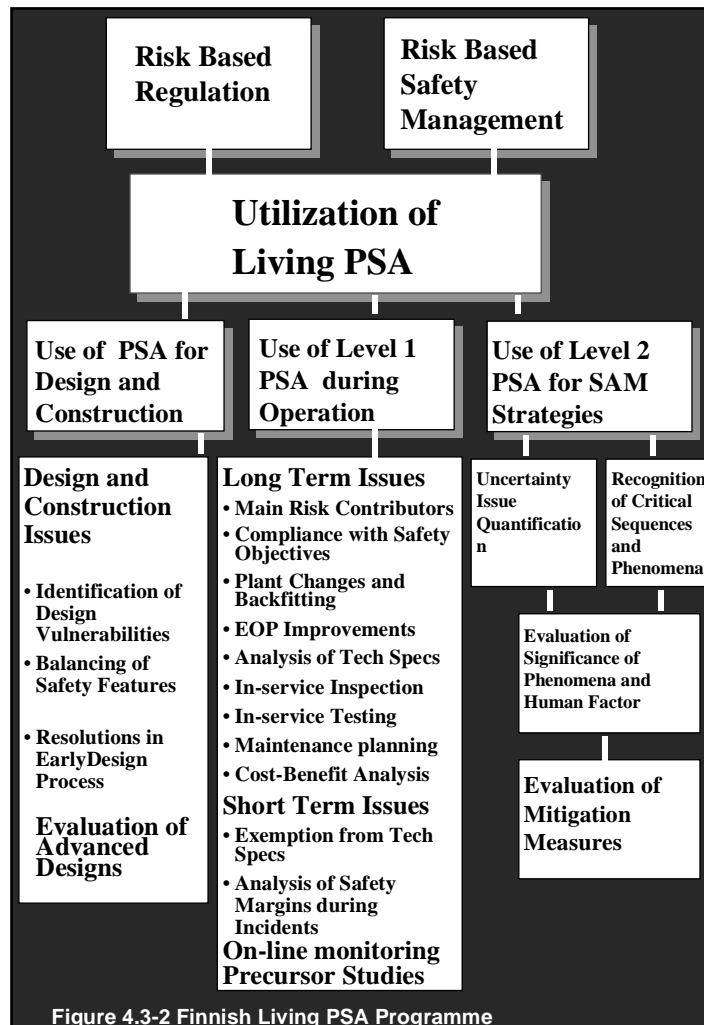 Risk Based
Regulation
Risk Based
Safety
Management
Utilization of
Living PSA
Use of PSA for
Design and
Construction
Use of Level 1
PSA during
Operation
Use of Level 2
PSA for SAM
Strategies
Design and
Construction
Issues
• Identification of
Design
Vulnerabilities
• Balancing of
Safety Features
• Resolutions in
EarlyDesign
Process
Evaluation of
Advanced
Designs
Long Term Issues
• Main Risk Contributors
• Compliance with Safety
Objectives
• Plant Changes and
Backfitting
• EOP Improvements
• Analysis of Tech Specs
• In-service Inspection
• In-service Testing
• Maintenance planning
• Cost-Benefit Analysis
Short Term Issues
• Exemption from Tech
Specs
• Analysis of Safety
Margins during
Incidents
On-line monitoring
Precursor Studies
Uncertainty
Issue
Quantificatio
n
Recognition
of Critical
Sequences
and
Phenomena
Evaluation of
Significance of
Phenomena and
Human Factor
Evaluation of
Mitigation
Measures
Figure 4.3-2 Finnish Living PSA Programme